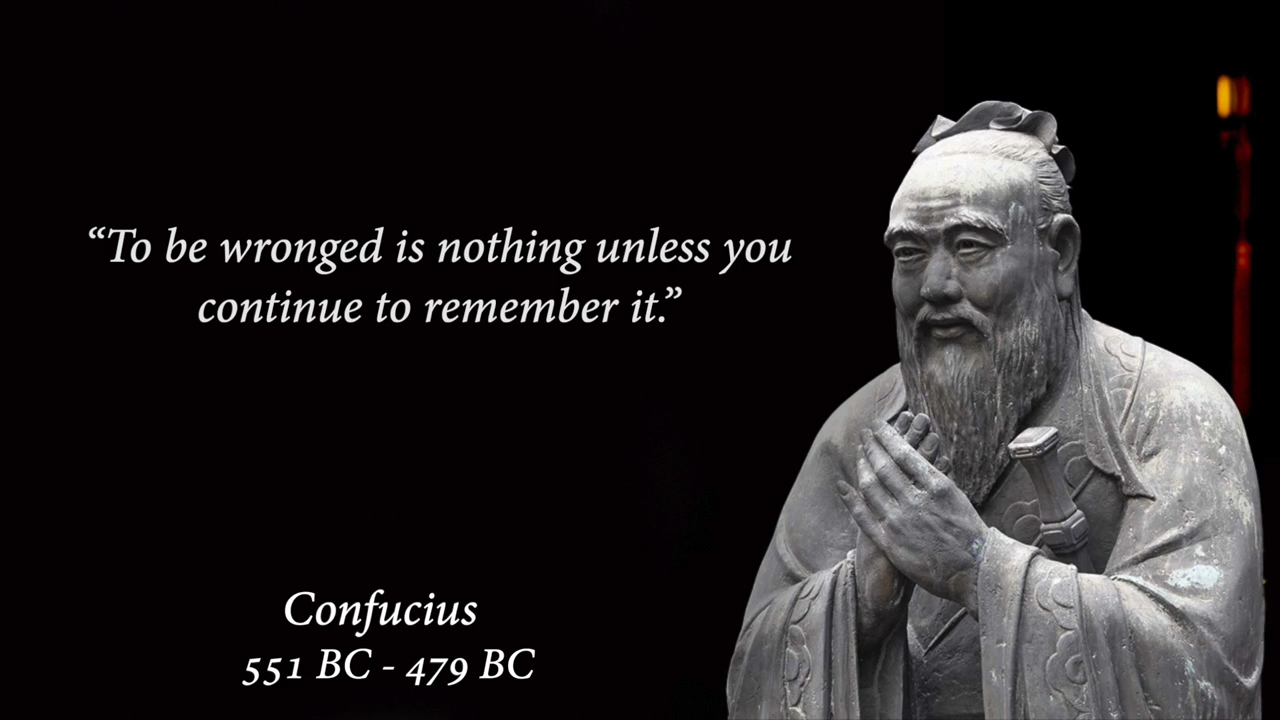 “To be wronged is nothing unless you
continue to remember it.”
Confucius
551 BC - 479 BC